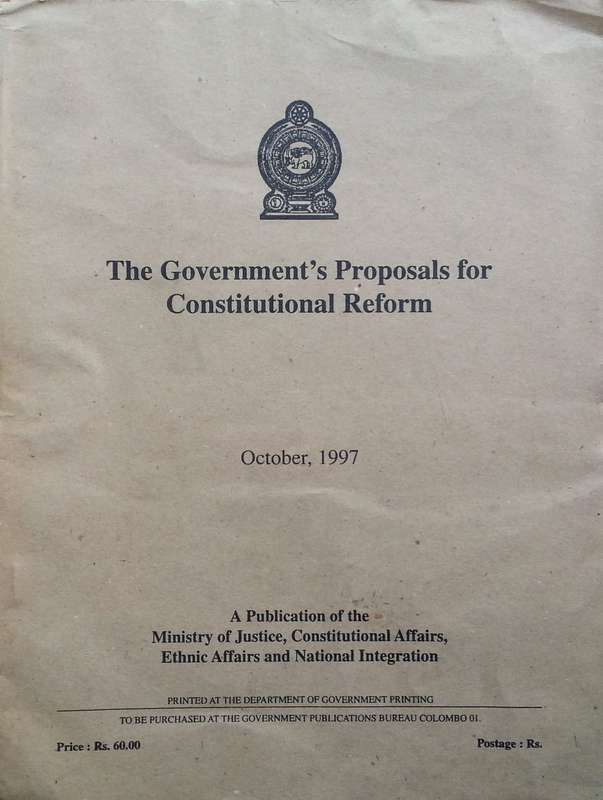 The Government's Proposals for
Constitutional Reform
October, 1997
A Publication of the
Ministry of Justice, Constitutional Affairs,
Ethnic Affairs and National Integration
PRINTED AT THE DEPARTMENT OF GOVERNMENT PRINTING
TO BE PURCHASED AT THE GOVERNMENT PUBLICATIONS BUREAU COLOMBO 01.
Price : Rs. 60.00 Postage : Rs.